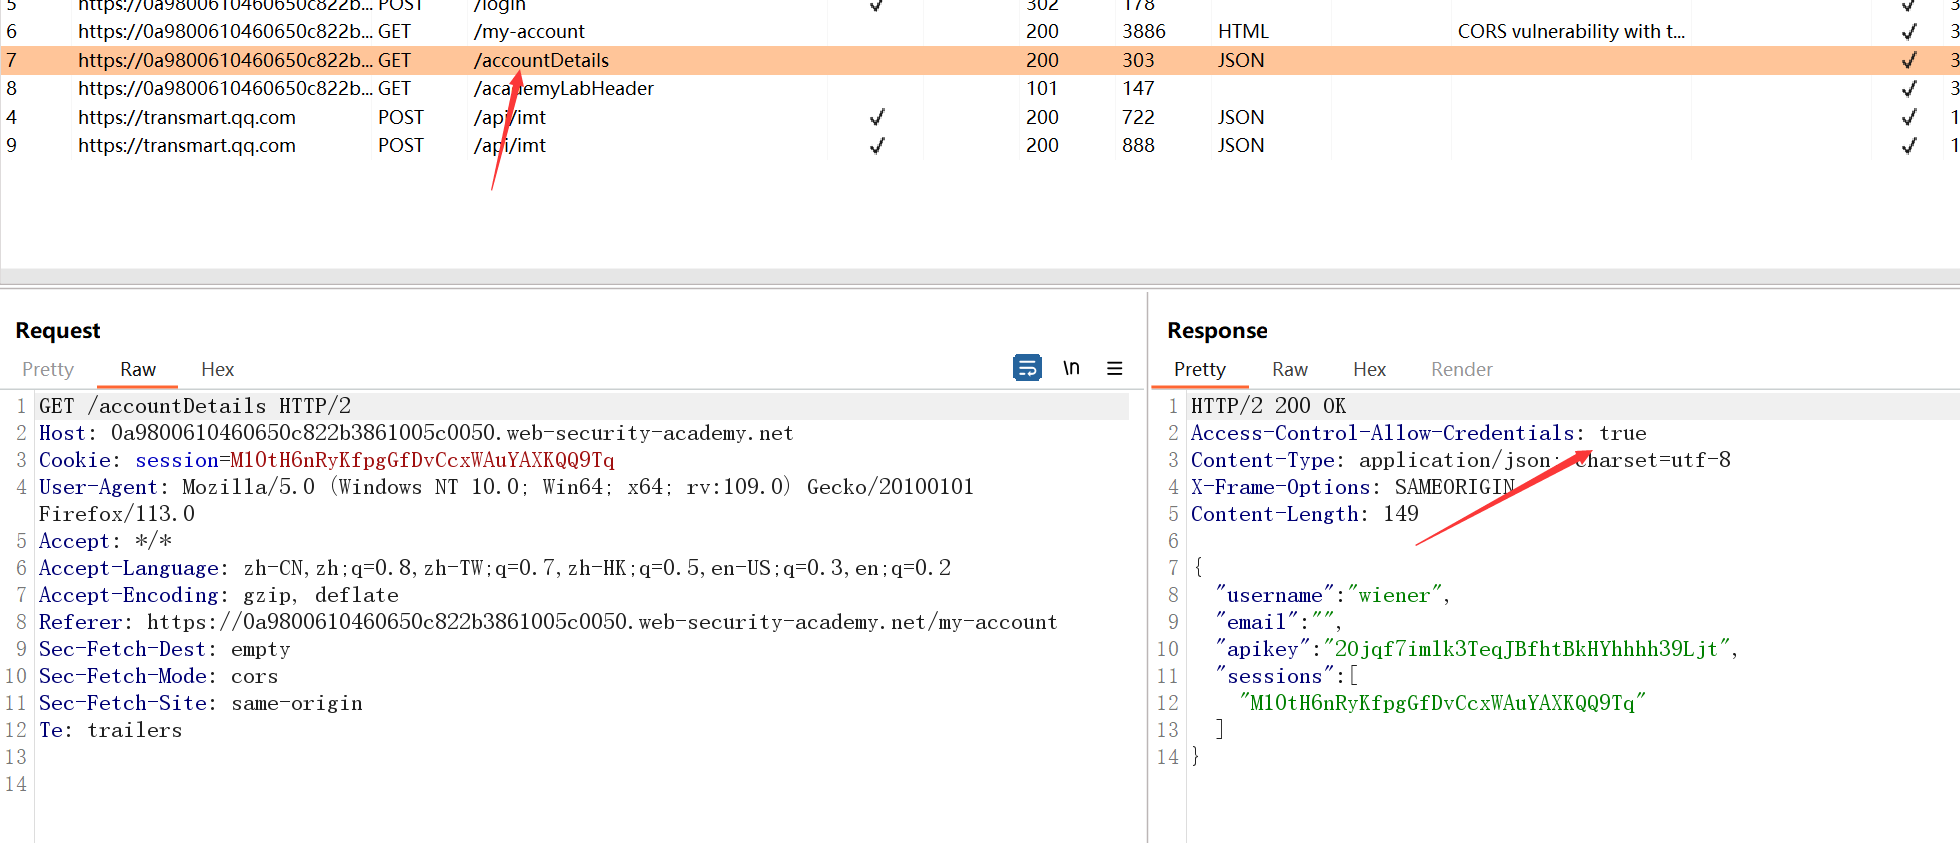 5 https://0a9800610460650c822b... POST /login ✓ 302 178 ✓ 3
6 https://0a9800610460650c822b... GET /my-account 200 3886 HTML CORS vulnerability with t... ✓ 3
7 https://0a9800610460650c822b... GET /accountDetails 200 303 JSON ✓ 3
8 https://0a9800610460650c822b... GET /academyLabHeader 101 147 ✓ 3
4 https://transmart.qq.com POST /api/imt ✓ 200 722 JSON ✓ 1
9 https://transmart.qq.com POST /api/imt ✓ 200 888 JSON ✓ 1
Request
Pretty Raw Hex \n
1 GET /accountDetails HTTP/2
2 Host: 0a9800610460650c822b3861005c0050.web-security-academy.net
3 Cookie: session=M1OtH6nRyKfpgGfDvCcxWAuYAXKQQ9Tq
4 User-Agent: Mozilla/5.0 (Windows NT 10.0; Win64; x64; rv:109.0) Gecko/20100101
Firefox/113.0
5 Accept: */*
6 Accept-Language: zh-CN,zh;q=0.8,zh-TW;q=0.7,zh-HK;q=0.5,en-US;q=0.3,en;q=0.2
7 Accept-Encoding: gzip, deflate
8 Referer: https://0a9800610460650c822b3861005c0050.web-security-academy.net/my-account
9 Sec-Fetch-Dest: empty
10 Sec-Fetch-Mode: cors
11 Sec-Fetch-Site: same-origin
12 Te: trailers
13
14
Response
Pretty Raw Hex Render
1 HTTP/2 200 OK
2 Access-Control-Allow-Credentials: true
3 Content-Type: application/json; charset=utf-8
4 X-Frame-Options: SAMEORIGIN
5 Content-Length: 149
6
7 {
8 "username":"wiener",
9 "email":"",
10 "apikey":"2Ojqf7imlk3TeqJBfhtBkHYhhhh39Ljt",
11 "sessions":[
12 "M1OtH6nRyKfpgGfDvCcxWAuYAXKQQ9Tq"
13 ]
14 }